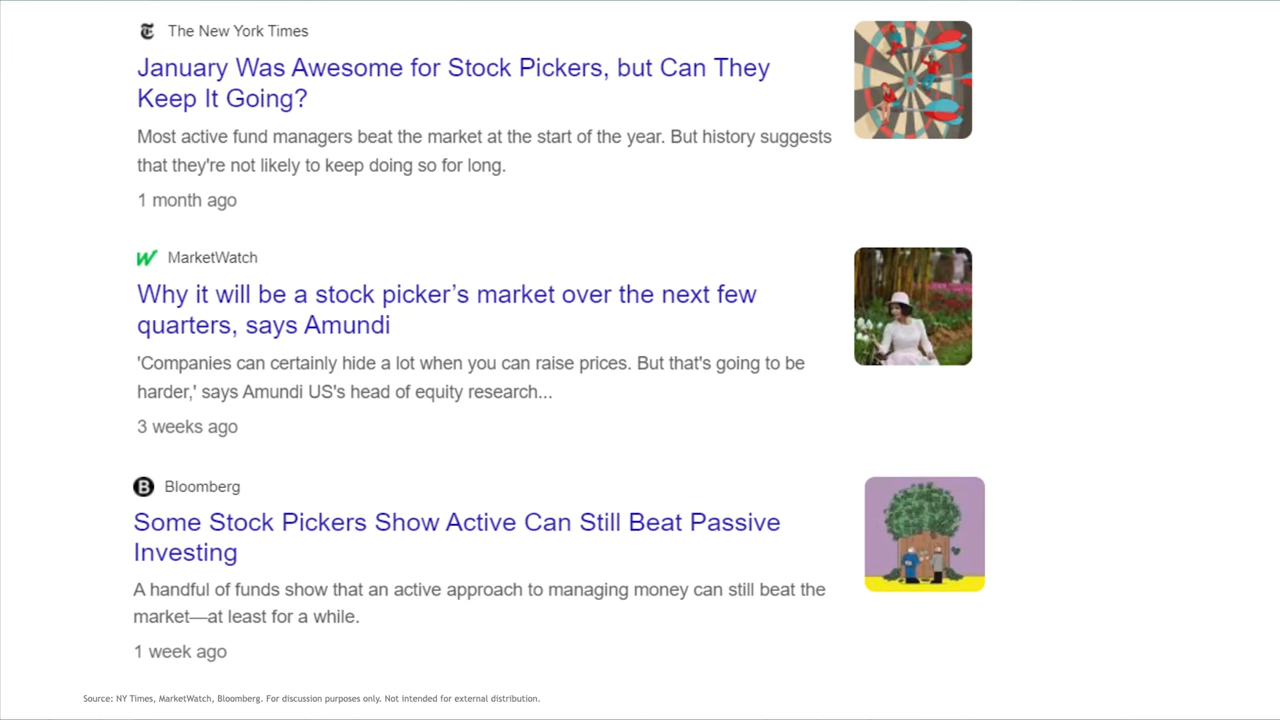 The New York Times
January Was Awesome for Stock Pickers, but Can They
Keep It Going?
Most active fund managers beat the market at the start of the year. But history suggests
that they're not likely to keep doing so for long.
1 month ago
MarketWatch
Why it will be a stock picker’s market over the next few
quarters, says Amundi
'Companies can certainly hide a lot when you can raise prices. But that's going to be
harder,' says Amundi US's head of equity research...
3 weeks ago
Bloomberg
Some Stock Pickers Show Active Can Still Beat Passive
Investing
A handful of funds show that an active approach to managing money can still beat the
market—at least for a while.
1 week ago
Source: NY Times, MarketWatch, Bloomberg. For discussion purposes only. Not intended for external distribution.